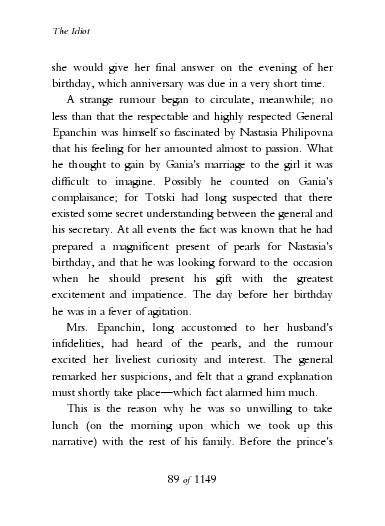 The Idiot
she would give her final answer on the evening of her
birthday, which anniversary was due in a very short time.
A strange rumour began to circulate, meanwhile; no
less than that the respectable and highly respected General
Epanchin was himself so fascinated by Nastasia Philipovna
that his feeling for her amounted almost to passion. What
he thought to gain by Gania's marriage to the girl it was
difficult to imagine. Possibly he counted on Gania's
complaisance; for Totski had long suspected that there
existed some secret understanding between the general and
his secretary. At all events the fact was known that he had
prepared a magnificent present of pearls for Nastasia's
birthday, and that he was looking forward to the occasion
when he should present his gift with the greatest
excitement and impatience. The day before her birthday
he was in a fever of agitation.
Mrs. Epanchin, long accustomed to her husband's
infidelities, had heard of the pearls, and the rumour
excited her liveliest curiosity and interest. The general
remarked her suspicions, and felt that a grand explanation
must shortly take place—which fact alarmed him much.
This is the reason why he was so unwilling to take
lunch (on the morning upon which we took up this
narrative) with the rest of his family. Before the prince's
89 of 1149